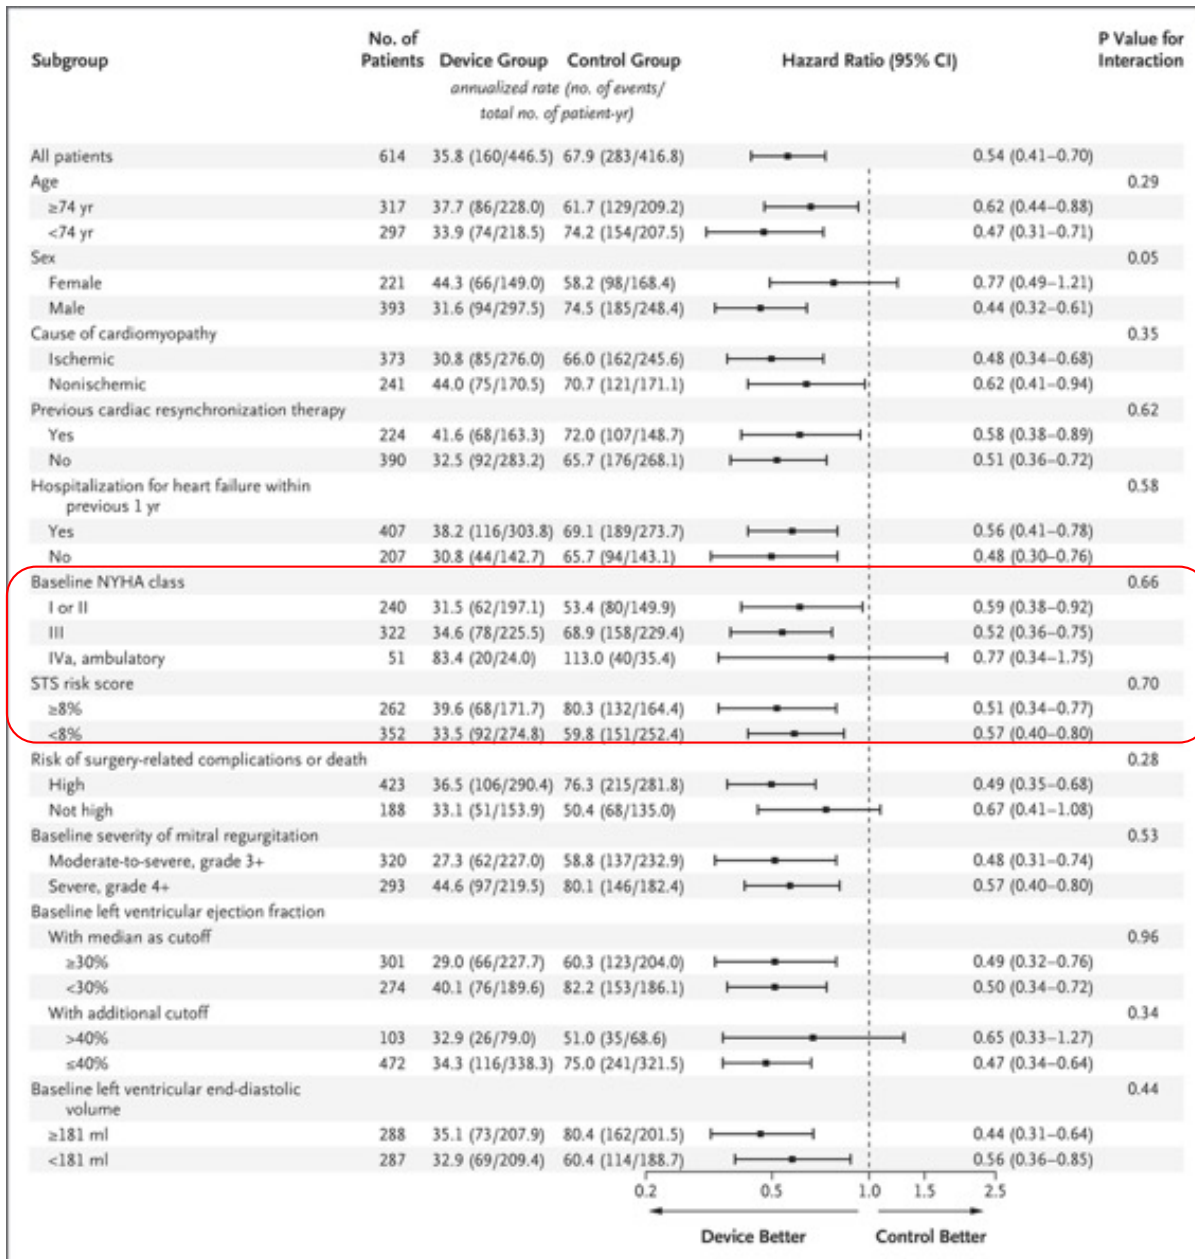 Subgroup No. of Patients Device Group Control Group Hazard Ratio (95% CI) P Value for Interaction
annualized rate (no. of events/
total no. of patient-yr)
All patients 614 35.8 (160/446.5) 67.9 (283/416.8) 0.54 (0.41–0.70)
Age 0.29
≥74 yr 317 37.7 (86/228.0) 61.7 (129/209.2) 0.62 (0.44–0.88)
<74 yr 297 33.9 (74/218.5) 74.2 (154/207.5) 0.47 (0.31–0.71)
Sex 0.05
Female 221 44.3 (66/149.0) 58.2 (98/168.4) 0.77 (0.49–1.21)
Male 393 31.6 (94/297.5) 74.5 (185/248.4) 0.44 (0.32–0.61)
Cause of cardiomyopathy 0.35
Ischemic 373 30.8 (85/276.0) 66.0 (162/245.6) 0.48 (0.34–0.68)
Nonischemic 241 44.0 (75/170.5) 70.7 (121/171.1) 0.62 (0.41–0.94)
Previous cardiac resynchronization therapy 0.62
Yes 224 41.6 (68/163.3) 72.0 (107/148.7) 0.58 (0.38–0.89)
No 390 32.5 (92/283.2) 65.7 (176/268.1) 0.51 (0.36–0.72)
Hospitalization for heart failure within 0.58
previous 1 yr
Yes 407 38.2 (116/303.8) 69.1 (189/273.7) 0.56 (0.41–0.78)
No 207 30.8 (44/142.7) 65.7 (94/143.1) 0.48 (0.30–0.76)
Baseline NYHA class 0.66
I or II 240 31.5 (62/197.1) 53.4 (80/149.9) 0.59 (0.38–0.92)
III 322 34.6 (78/225.5) 68.9 (158/229.4) 0.52 (0.36–0.75)
IVa, ambulatory 51 83.4 (20/24.0) 113.0 (40/35.4) 0.77 (0.34–1.75)
STS risk score 0.70
≥8% 262 39.6 (68/171.7) 80.3 (132/164.4) 0.51 (0.34–0.77)
<8% 352 33.5 (92/274.8) 59.8 (151/252.4) 0.57 (0.40–0.80)
Risk of surgery-related complications or death 0.28
High 423 36.5 (106/290.4) 76.3 (215/281.8) 0.49 (0.35–0.68)
Not high 188 33.1 (51/153.9) 50.4 (68/135.0) 0.67 (0.41–1.08)
Baseline severity of mitral regurgitation 0.53
Moderate-to-severe, grade 3+ 320 27.3 (62/227.0) 58.8 (137/232.9) 0.48 (0.31–0.74)
Severe, grade 4+ 293 44.6 (97/219.5) 80.1 (146/182.4) 0.57 (0.40–0.80)
Baseline left ventricular ejection fraction
With median as cutoff 0.96
≥30% 301 29.0 (66/227.7) 60.3 (123/204.0) 0.49 (0.32–0.76)
<30% 274 40.1 (76/189.6) 82.2 (153/186.1) 0.50 (0.34–0.72)
With additional cutoff 0.34
>40% 103 32.9 (26/79.0) 51.0 (35/68.6) 0.65 (0.33–1.27)
≤40% 472 34.3 (116/338.3) 75.0 (241/321.5) 0.47 (0.34–0.64)
Baseline left ventricular end-diastolic 0.44
volume
≥181 ml 288 35.1 (73/207.9) 80.4 (162/201.5) 0.44 (0.31–0.64)
<181 ml 287 32.9 (69/209.4) 60.4 (114/188.7) 0.56 (0.36–0.85)
0.2 0.5 1.0 1.5 2.5
Device Better Control Better